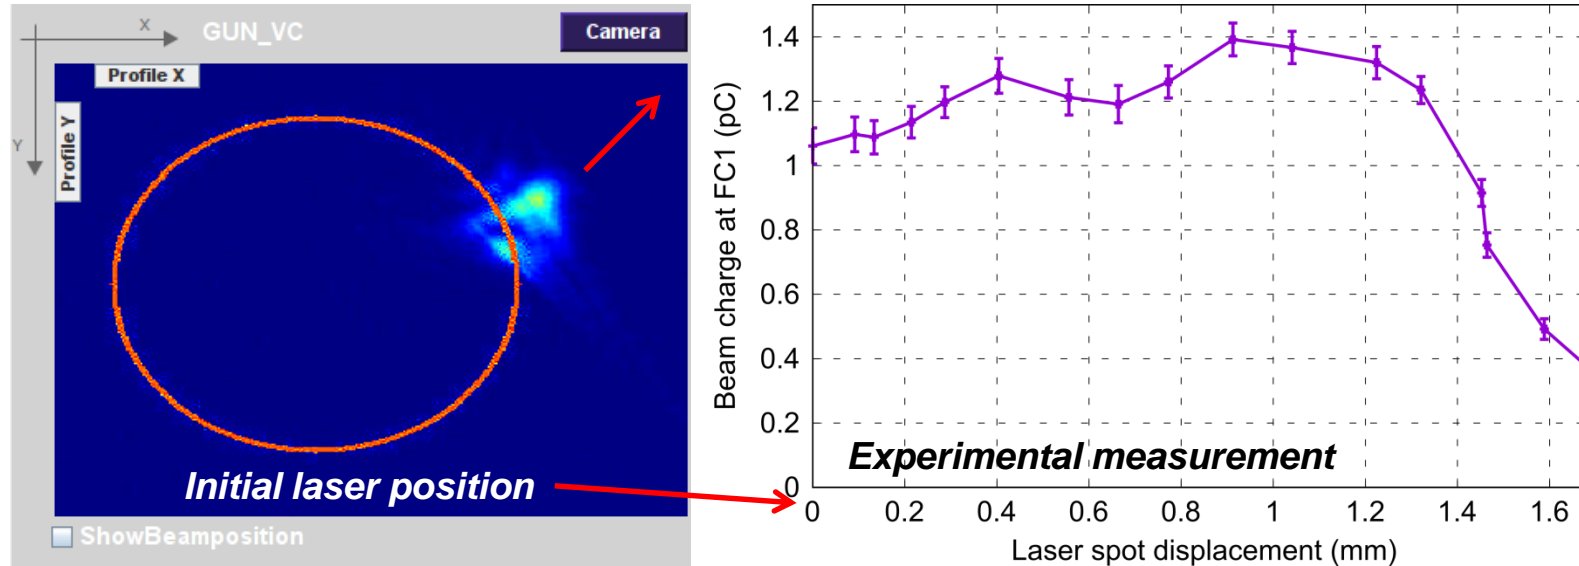 X
GUN_VC
Camera
Profile X
Y
Profile Y
Initial laser position
ShowBeamposition
Beam charge at FC1 (pC)
1.4
1.2
1
0.8
0.6
0.4
0.2
0
Experimental measurement
0 0.2 0.4 0.6 0.8 1 1.2 1.4 1.6
Laser spot displacement (mm)